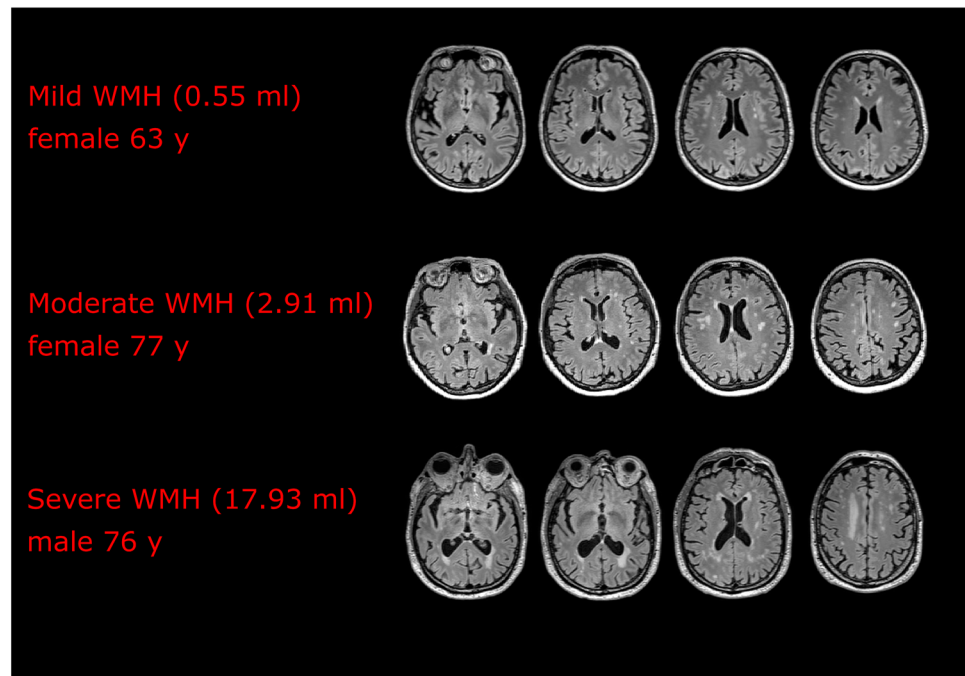 Mild WMH (0.55 ml)
female 63 y
Moderate WMH (2.91 ml)
female 77 y
Severe WMH (17.93 ml)
male 76 y